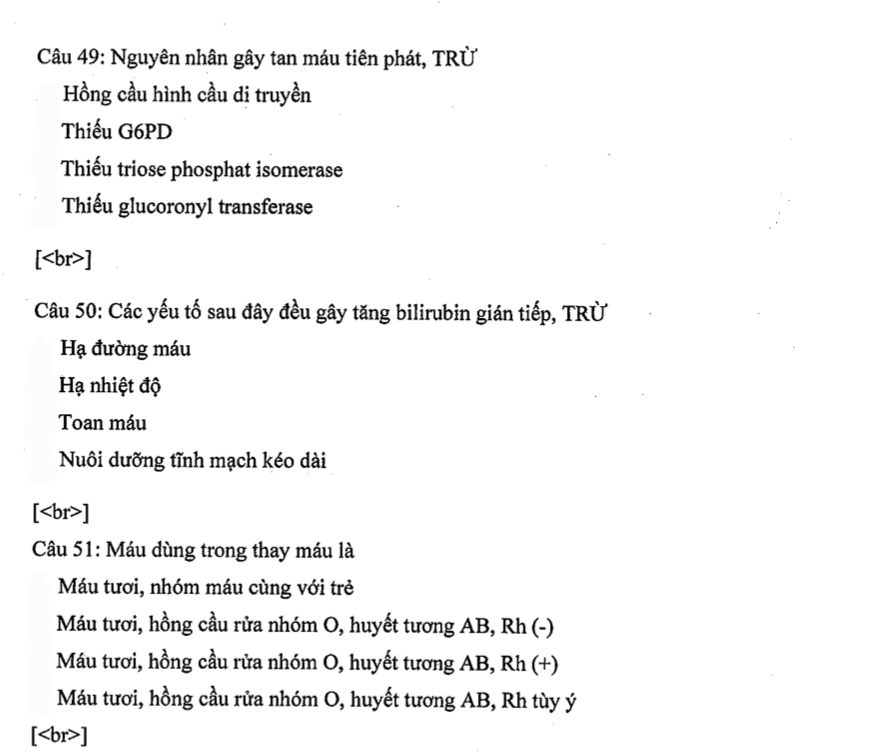 Câu 49: Nguyên nhân gây tan máu tiên phát, TRỪ
Hồng cầu hình cầu di truyền
Thiếu G6PD
Thiếu triose phosphat isomerase
Thiếu glucoronyl transferase
[<br>]
Câu 50: Các yếu tố sau đây đều gây tăng bilirubin gián tiếp, TRỪ
Hạ đường máu
Hạ nhiệt độ
Toan máu
Nuôi dưỡng tĩnh mạch kéo dài
[<br>]
Câu 51: Máu dùng trong thay máu là
Máu tươi, nhóm máu cùng với trẻ
Máu tươi, hồng cầu rửa nhóm O, huyết tương AB, Rh (-)
Máu tươi, hồng cầu rửa nhóm O, huyết tương AB, Rh (+)
Máu tươi, hồng cầu rửa nhóm O, huyết tương AB, Rh tùy ý
[<br>]